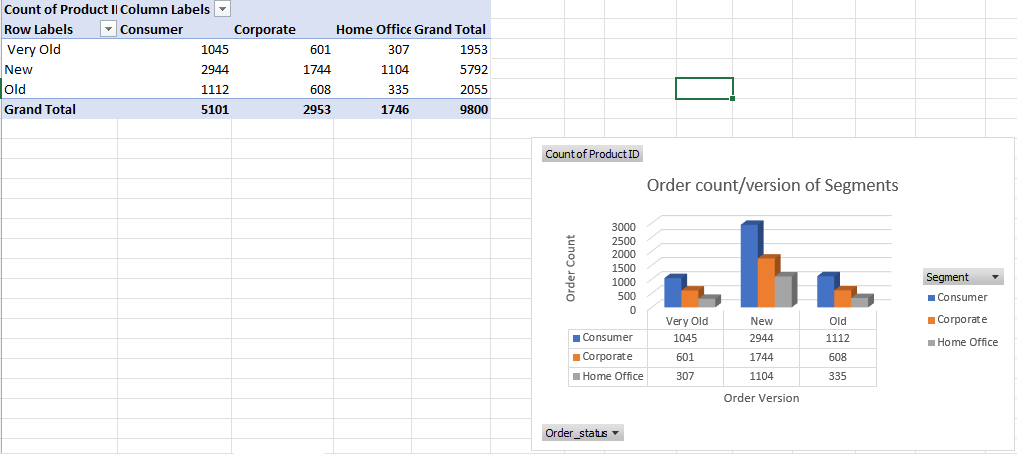 Count of Product I Column Labels
Row Labels Consumer Corporate Home Office Grand Total
Very Old 1045 601 307 1953
New 2944 1744 1104 5792
Old 1112 608 335 2055
Grand Total 5101 2953 1746 9800
Count of Product ID
Order count/version of Segments
Order Count
3000
2500
2000
1500
1000
500
0
Very Old New Old
Consumer 1045 2944 1112
Corporate 601 1744 608
Home Office 307 1104 335
Order Version
Segment
Consumer
Corporate
Home Office
Order_status